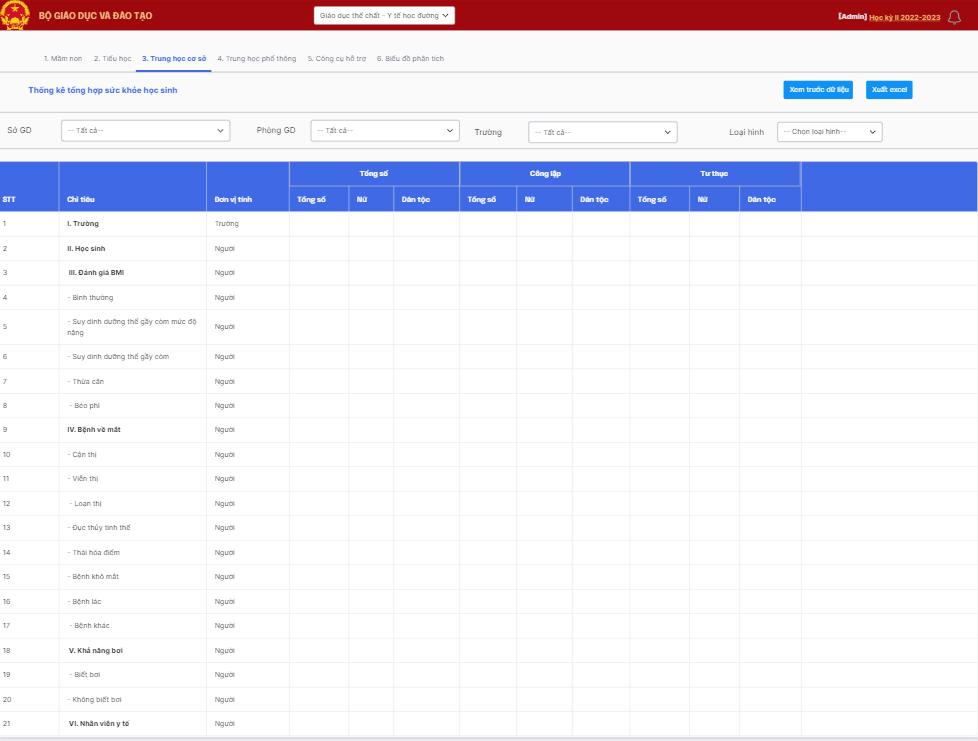 BỘ GIÁO DỤC VÀ ĐÀO TẠO
Giáo dục thể chất - Y tế học đường
[Admin] Học kỳ II 2022-2023
1. Mầm non 2. Tiểu học 3. Trung học cơ sở 4. Trung học phổ thông 5. Công cụ hỗ trợ 6. Biểu đồ phân tích
Thống kê tổng hợp sức khỏe học sinh
Xem trước dữ liệu Xuất excel
Sở GD -- Tất cả-- Phòng GD -- Tất cả-- Trường -- Tất cả-- Loại hình -- Chọn loại hình--
Tổng số Công lập Tư thục
STT Chỉ tiêu Đơn vị tính Tổng số Nữ Dân tộc Tổng số Nữ Dân tộc Tổng số Nữ Dân tộc
1 I. Trường Trường
2 II. Học sinh Người
3 III. Đánh giá BMI Người
4 - Bình thường Người
5 - Suy dinh dưỡng thể gầy còm mức độ
nặng Người
6 - Suy dinh dưỡng thể gầy còm Người
7 - Thừa cân Người
8 - Béo phì Người
9 IV. Bệnh về mắt Người
10 - Cận thị Người
11 - Viễn thị Người
12 - Loạn thị Người
13 - Đục thủy tinh thể Người
14 - Thái hóa điểm Người
15 - Bệnh khô mắt Người
16 - Bệnh lác Người
17 - Bệnh khác Người
18 V. Khả năng bơi Người
19 - Biết bơi Người
20 - Không biết bơi Người
21 VI. Nhân viên y tế Người